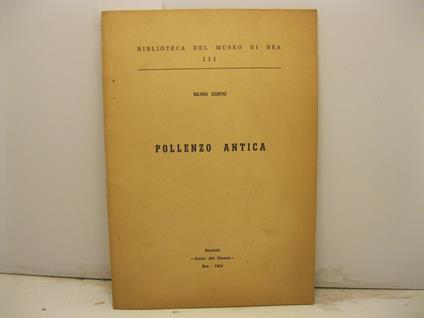 BIBLIOTECA DEL MUSEO DI BRA
III
SILVIO CURTO
POLLENZO ANTICA
Società
« Amici del Museo »
Bra - 1964